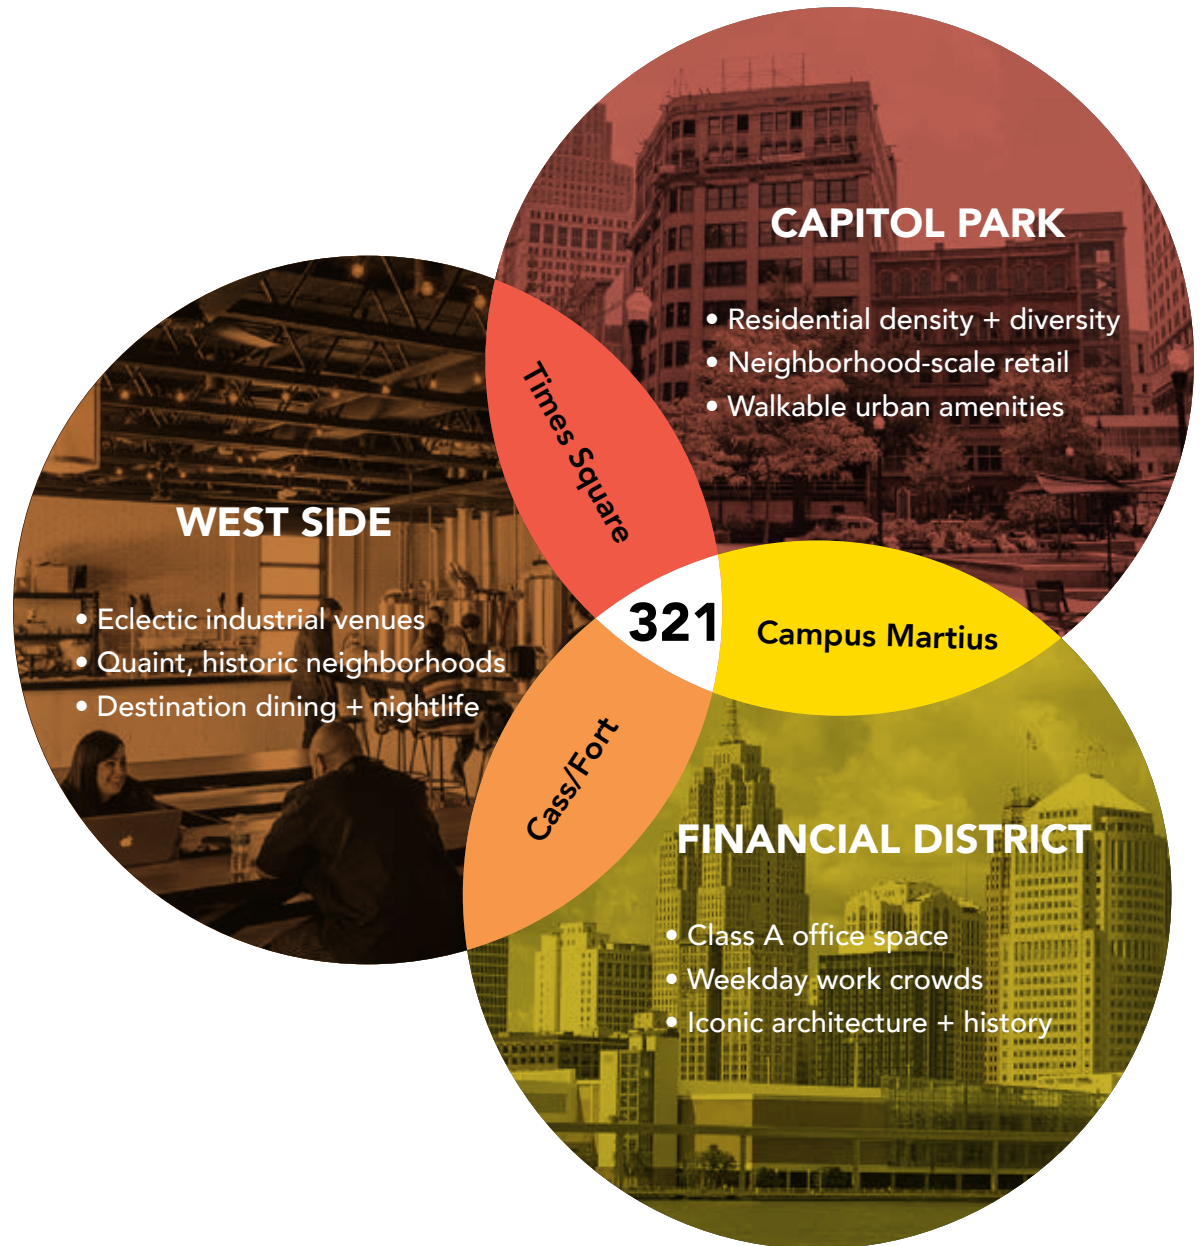 CAPITOL PARK
• Residential density + diversity
• Neighborhood-scale retail
• Walkable urban amenities
Times Square
WEST SIDE
• Eclectic industrial venues
• Quaint, historic neighborhoods
• Destination dining + nightlife
321
Campus Martius
Cass/Fort
FINANCIAL DISTRICT
• Class A office space
• Weekday work crowds
• Iconic architecture + history